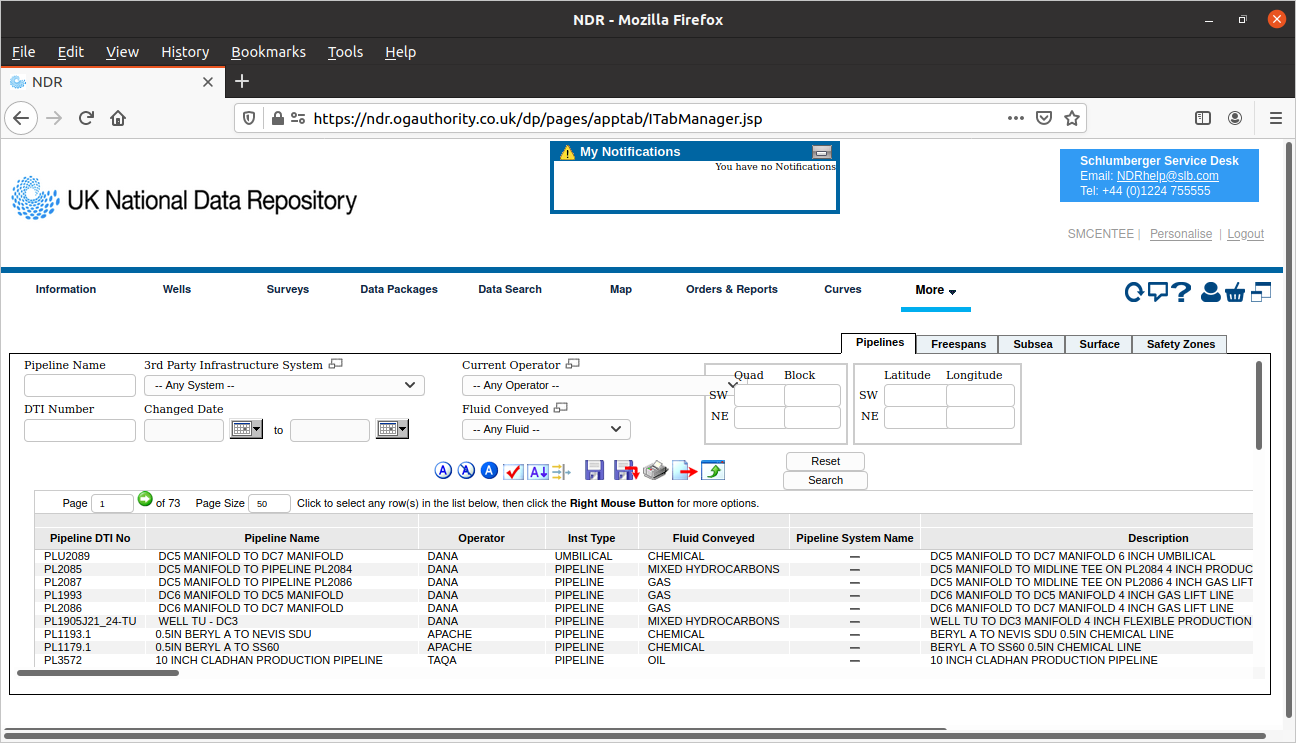 NDR - Mozilla Firefox
File Edit View History Bookmarks Tools Help
NDR
https://ndr.ogauthority.co.uk/dp/pages/apptab/ITabManager.jsp
My Notifications
You have no Notifications
Schlumberger Service Desk
Email: NDRhelp@slb.com
Tel: +44 (0)1224 755555
UK National Data Repository
SMCENTEE | Personalise | Logout
Information Wells Surveys Data Packages Data Search Map Orders & Reports Curves More
Pipelines Freespans Subsea Surface Safety Zones
Pipeline Name 3rd Party Infrastructure System Current Operator Quad Block Latitude Longitude
-- Any System -- -- Any Operator -- SW SW
DTI Number Changed Date Fluid Conveyed NE NE
to -- Any Fluid --
Reset
Search
Page 1 of 73 Page Size 50 Click to select any row(s) in the list below, then click the Right Mouse Button for more options.
Pipeline DTI No Pipeline Name Operator Inst Type Fluid Conveyed Pipeline System Name Description
PLU2089 DC5 MANIFOLD TO DC7 MANIFOLD DANA UMBILICAL CHEMICAL — DC5 MANIFOLD TO DC7 MANIFOLD 6 INCH UMBILICAL
PL2085 DC5 MANIFOLD TO PIPELINE PL2084 DANA PIPELINE MIXED HYDROCARBONS — DC5 MANIFOLD TO MIDLINE TEE ON PL2084 4 INCH PRODUC
PL2087 DC5 MANIFOLD TO PIPELINE PL2086 DANA PIPELINE GAS — DC5 MANIFOLD TO MIDLINE TEE ON PL2086 4 INCH GAS LIFT
PL1993 DC6 MANIFOLD TO DC5 MANIFOLD DANA PIPELINE GAS — DC6 MANIFOLD TO DC5 MANIFOLD 4 INCH GAS LIFT LINE
PL2086 DC6 MANIFOLD TO DC7 MANIFOLD DANA PIPELINE GAS — DC6 MANIFOLD TO DC7 MANIFOLD 4 INCH GAS LIFT LINE
PL1905J21_24-TU WELL TU - DC3 DANA PIPELINE MIXED HYDROCARBONS — WELL TU TO DC3 MANIFOLD 4 INCH FLEXIBLE PRODUCTION
PL1193.1 0.5IN BERYL A TO NEVIS SDU APACHE PIPELINE CHEMICAL — BERYL A TO NEVIS SDU 0.5IN CHEMICAL LINE
PL1179.1 0.5IN BERYL A TO SS60 APACHE PIPELINE CHEMICAL — BERYL A TO SS60 0.5IN CHEMICAL LINE
PL3572 10 INCH CLADHAN PRODUCTION PIPELINE TAQA PIPELINE OIL — 10 INCH CLADHAN PRODUCTION PIPELINE